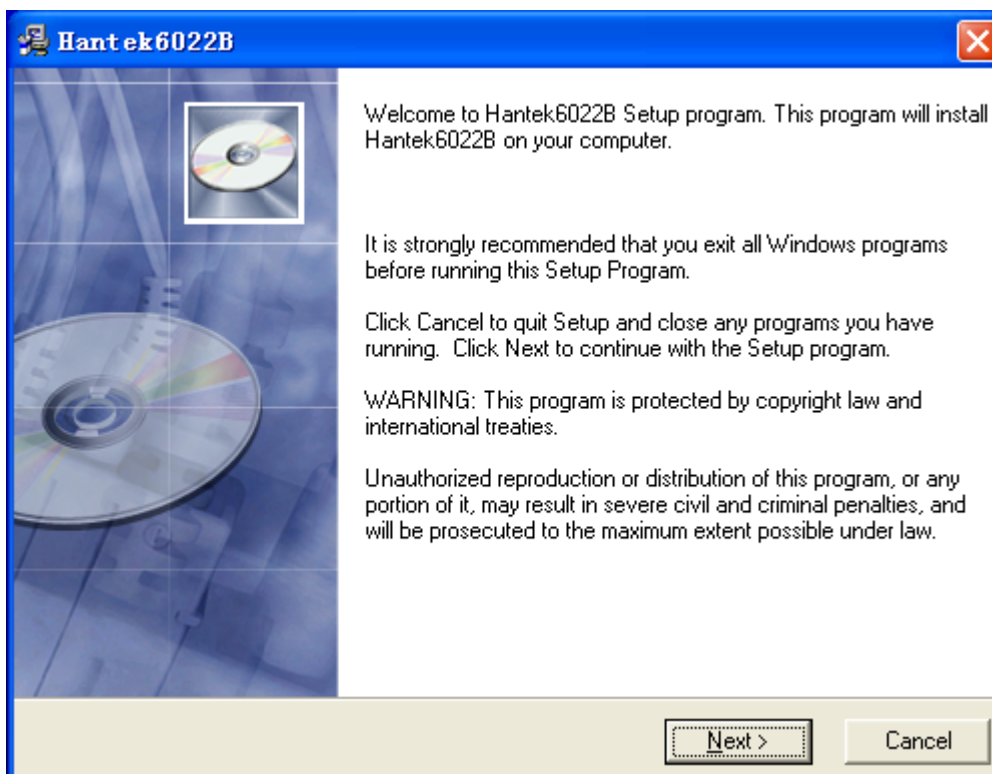 Hantek6022B
Welcome to Hantek6022B Setup program. This program will install
Hantek6022B on your computer.
It is strongly recommended that you exit all Windows programs
before running this Setup Program.
Click Cancel to quit Setup and close any programs you have
running.  Click Next to continue with the Setup program.
WARNING: This program is protected by copyright law and
international treaties.
Unauthorized reproduction or distribution of this program, or any
portion of it, may result in severe civil and criminal penalties, and
will be prosecuted to the maximum extent possible under law.
Next >
Cancel